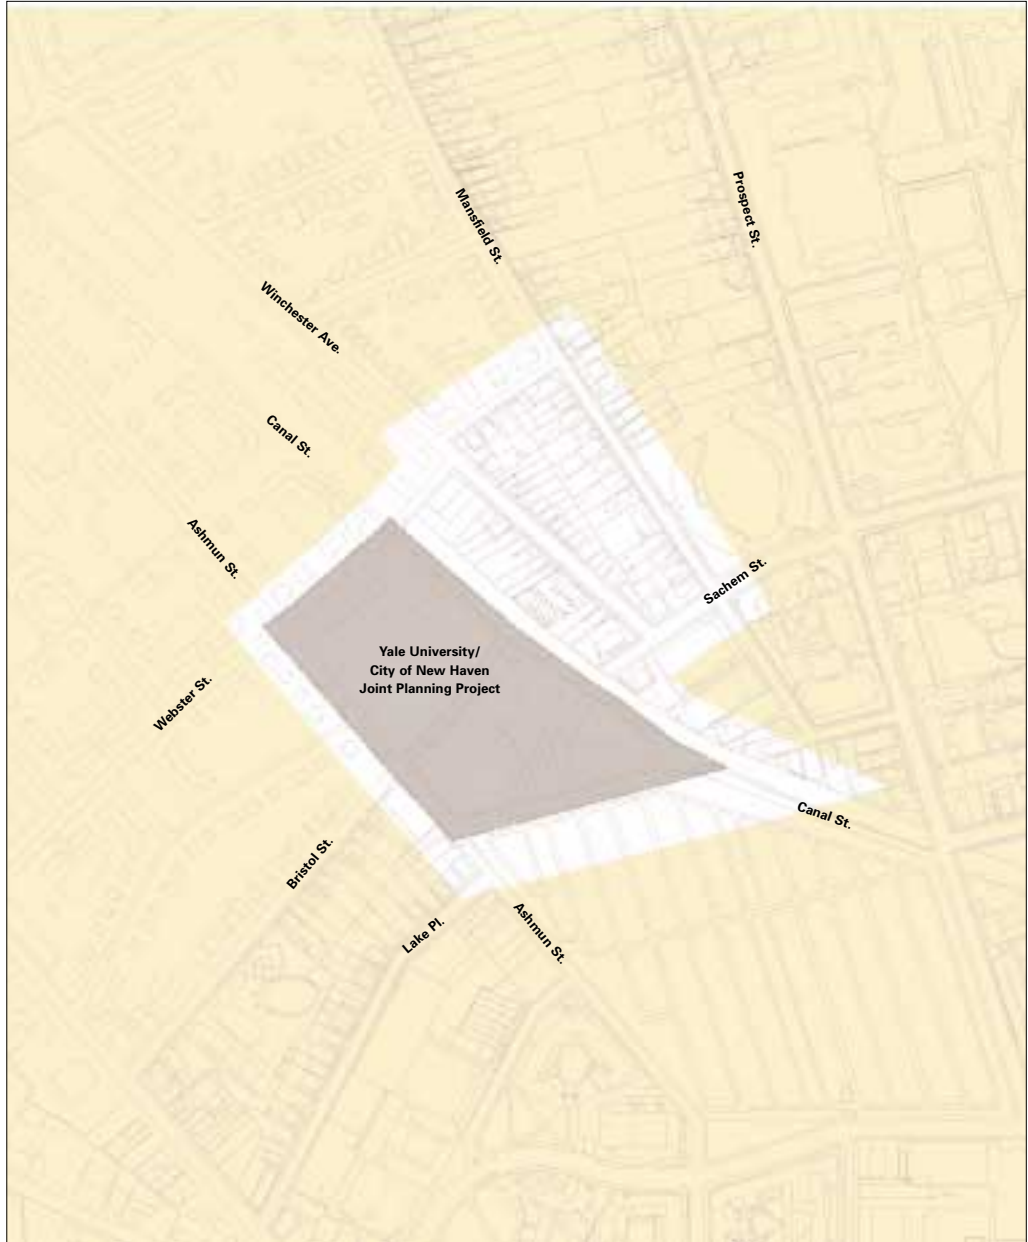 Prospect St.
Mansfield St.
Winchester Ave.
Canal St.
Ashmun St.
Sachem St.
Yale University/
City of New Haven
Joint Planning Project
Webster St.
Canal St.
Bristol St.
Ashmun St.
Lake Pl.